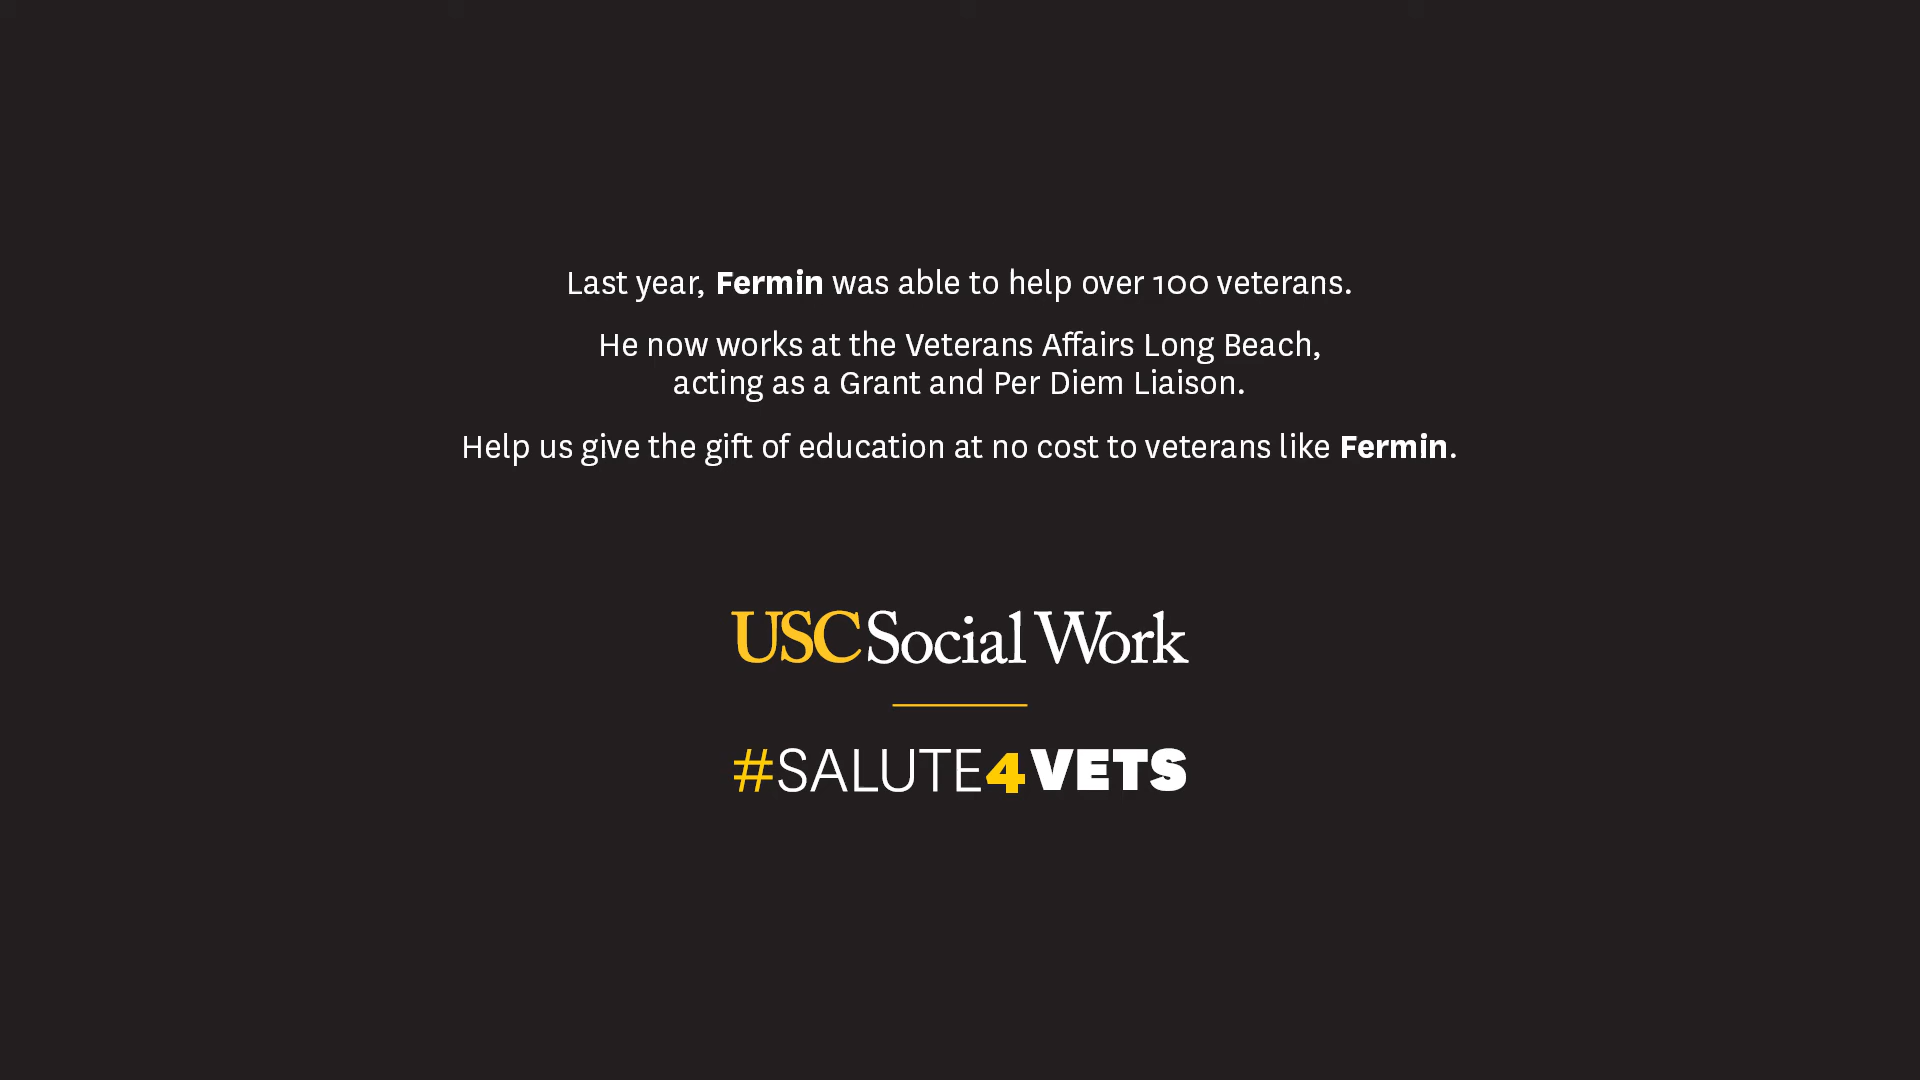 Last year, Fermin was able to help over 100 veterans.
He now works at the Veterans Affairs Long Beach,
acting as a Grant and Per Diem Liaison.
Help us give the gift of education at no cost to veterans like Fermin.
USC Social Work
#SALUTE4VETS